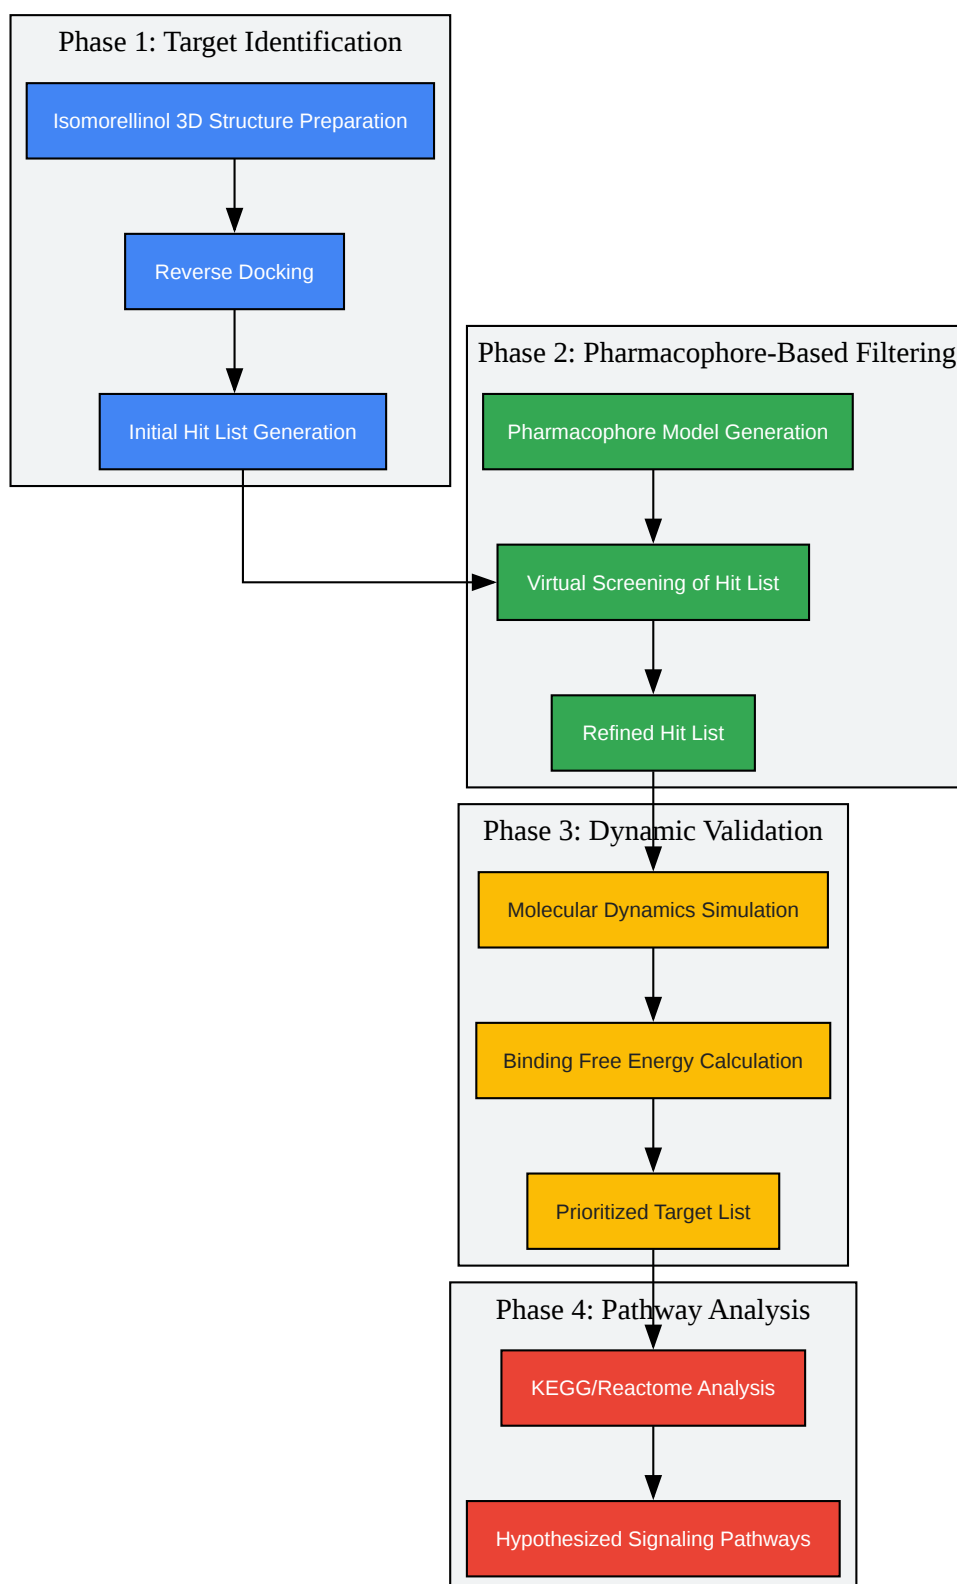 Phase 1: Target Identification
Isomorellinol 3D Structure Preparation
Reverse Docking
Initial Hit List Generation
Phase 2: Pharmacophore-Based Filtering
Pharmacophore Model Generation
Virtual Screening of Hit List
Refined Hit List
Phase 3: Dynamic Validation
Molecular Dynamics Simulation
Binding Free Energy Calculation
Prioritized Target List
Phase 4: Pathway Analysis
KEGG/Reactome Analysis
Hypothesized Signaling Pathways